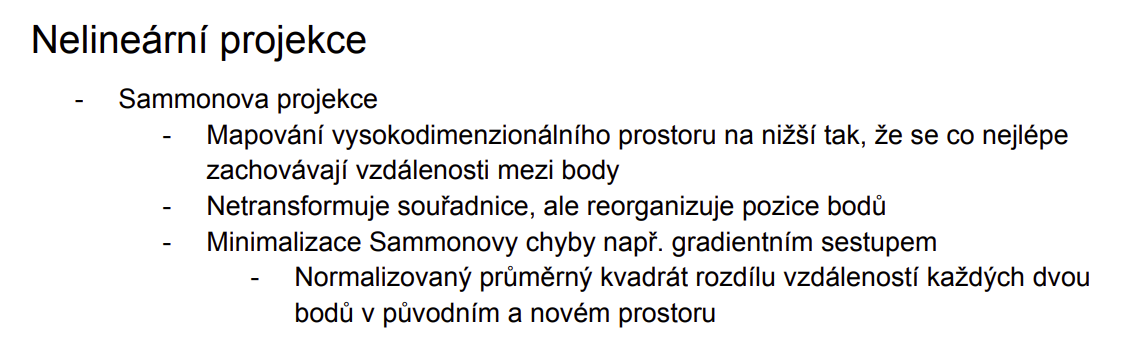 Nelineární projekce
- Sammonova projekce
- Mapování vysokodimenzionálního prostoru na nižší tak, že se co nejlépe
zachovávají vzdálenosti mezi body
- Netransformuje souřadnice, ale reorganizuje pozice bodů
- Minimalizace Sammonovy chyby např. gradientním sestupem
- Normalizovaný průměrný kvadrát rozdílu vzdáleností každých dvou
bodů v původním a novém prostoru